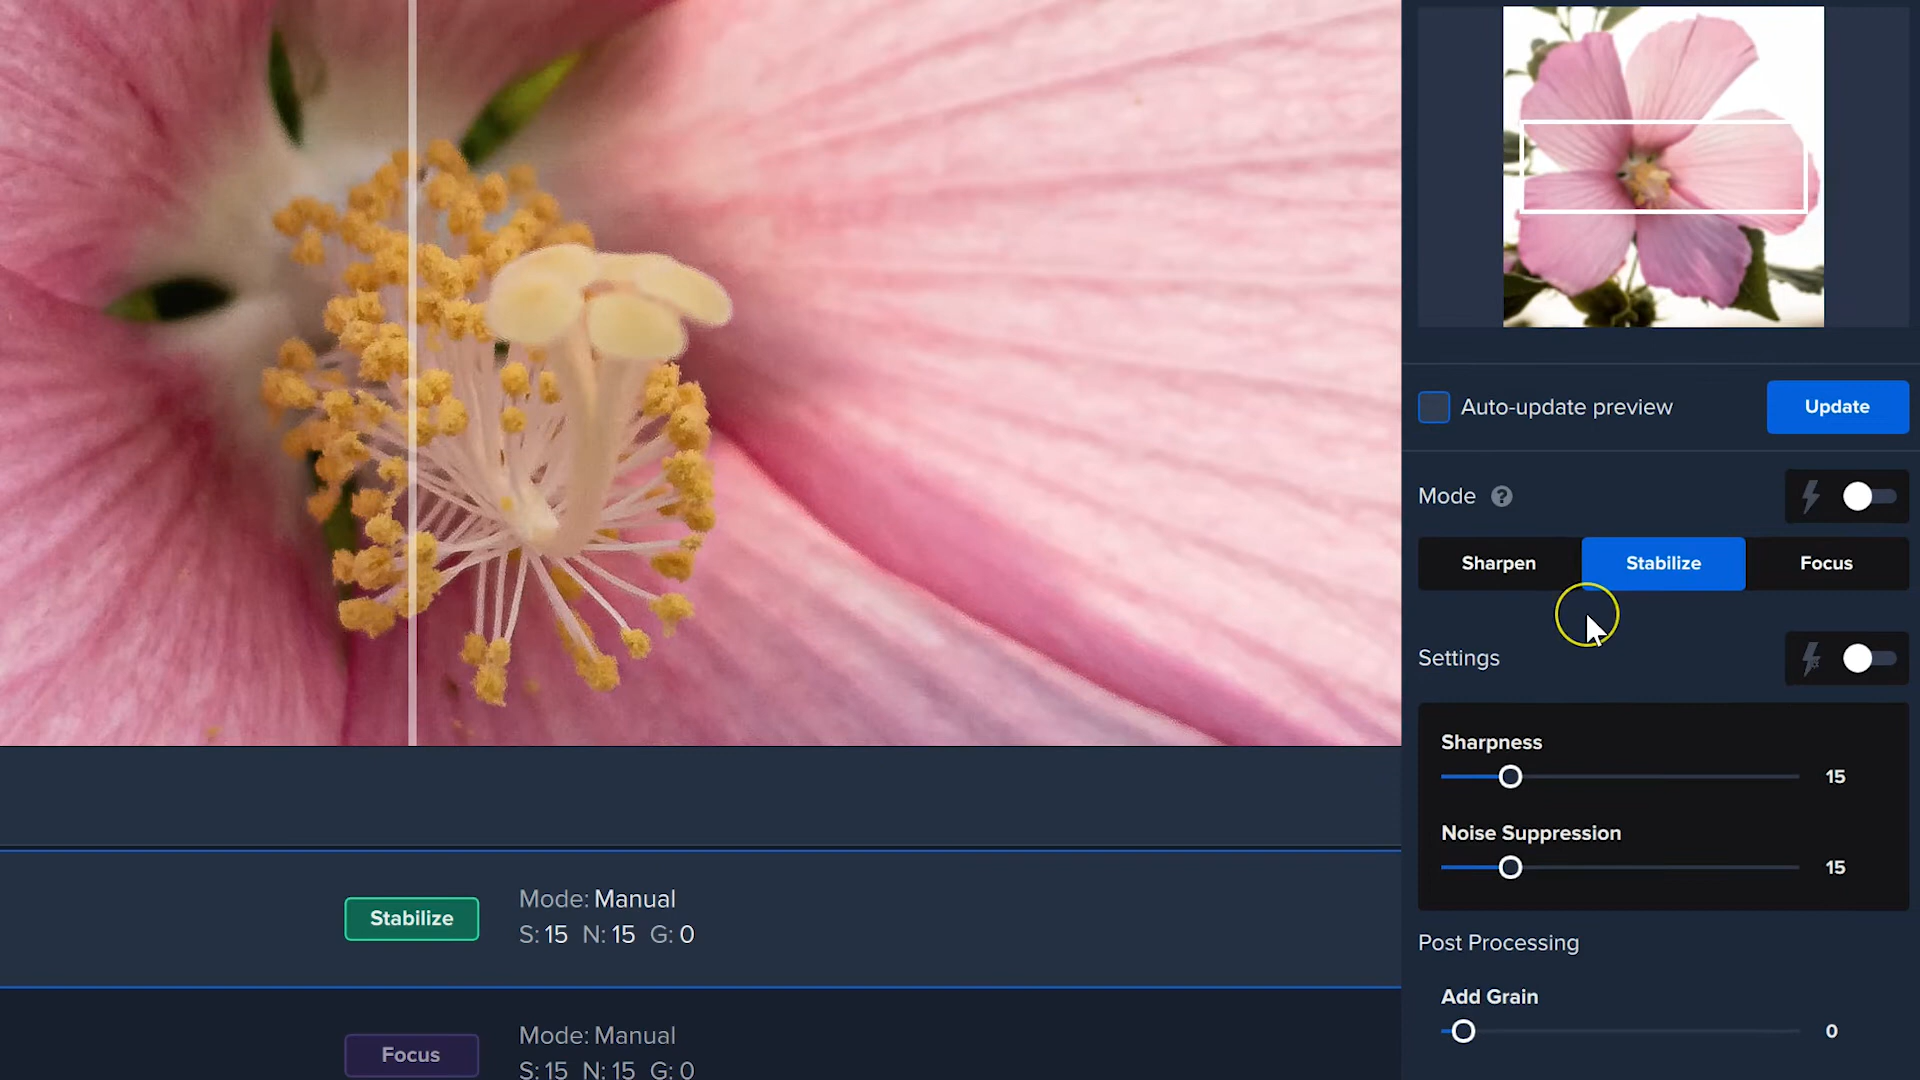 Auto-update preview
Update
Mode ?
Sharpen
Stabilize
Focus
Settings
Sharpness
15
Noise Suppression
15
Post Processing
Add Grain
0
Stabilize
Mode: Manual
S: 15 N: 15 G: 0
Focus
Mode: Manual
S: 15 N: 15 G: 0